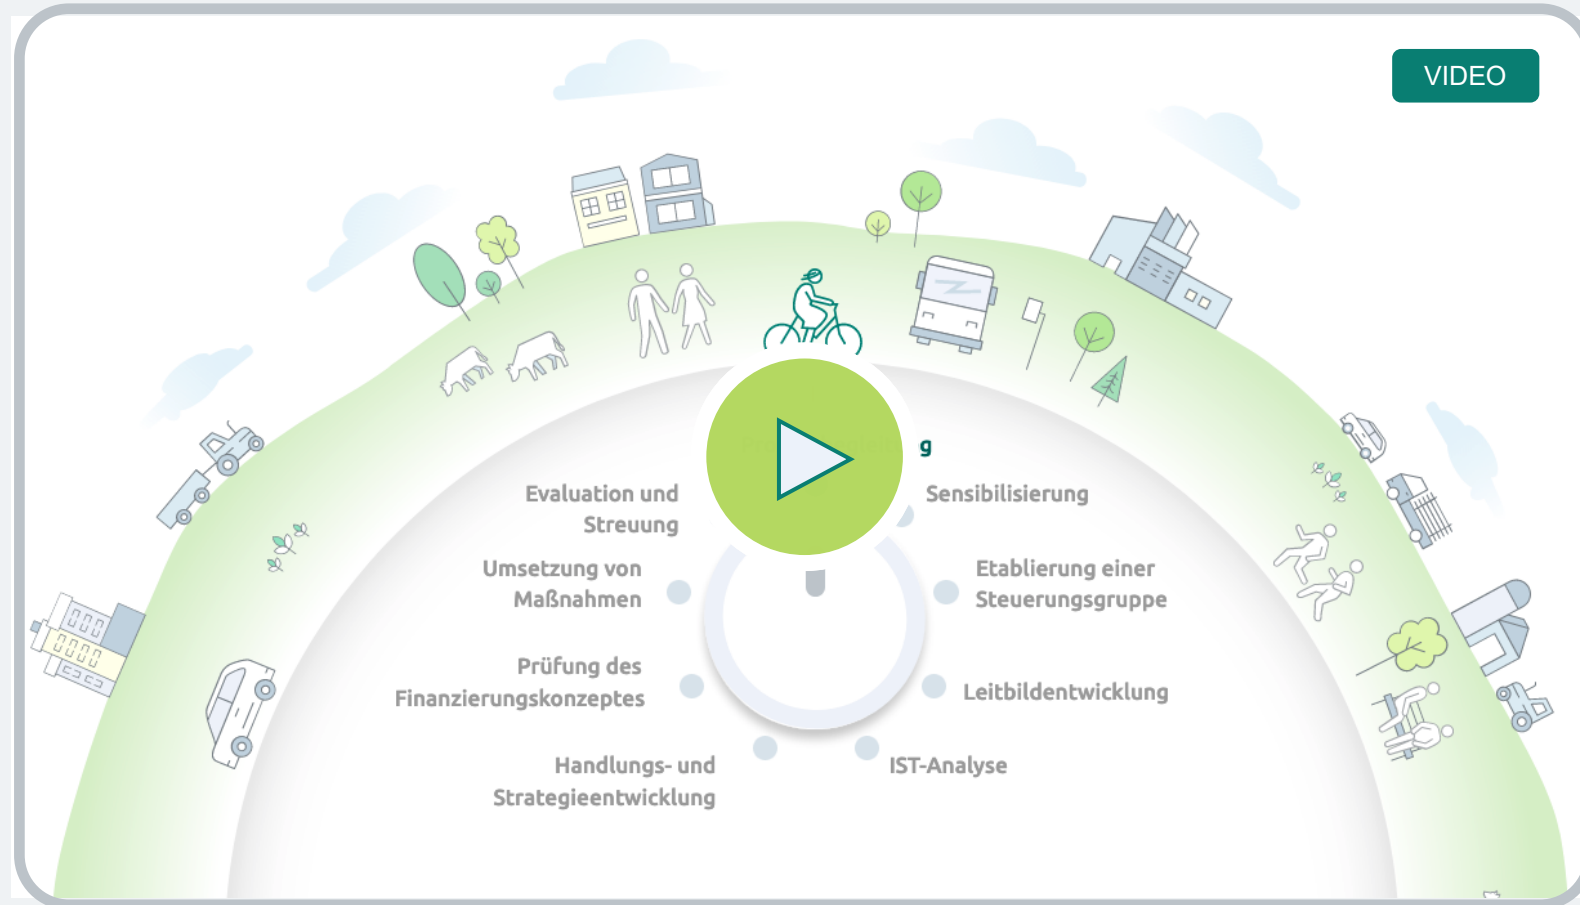 VIDEO
Evaluation und
Streuung
Sensibilisierung
Umsetzung von
Maßnahmen
Etablierung einer
Steuerungsgruppe
Prüfung des
Finanzierungskonzeptes
Leitbildentwicklung
Handlungs- und
Strategieentwicklung
IST-Analyse